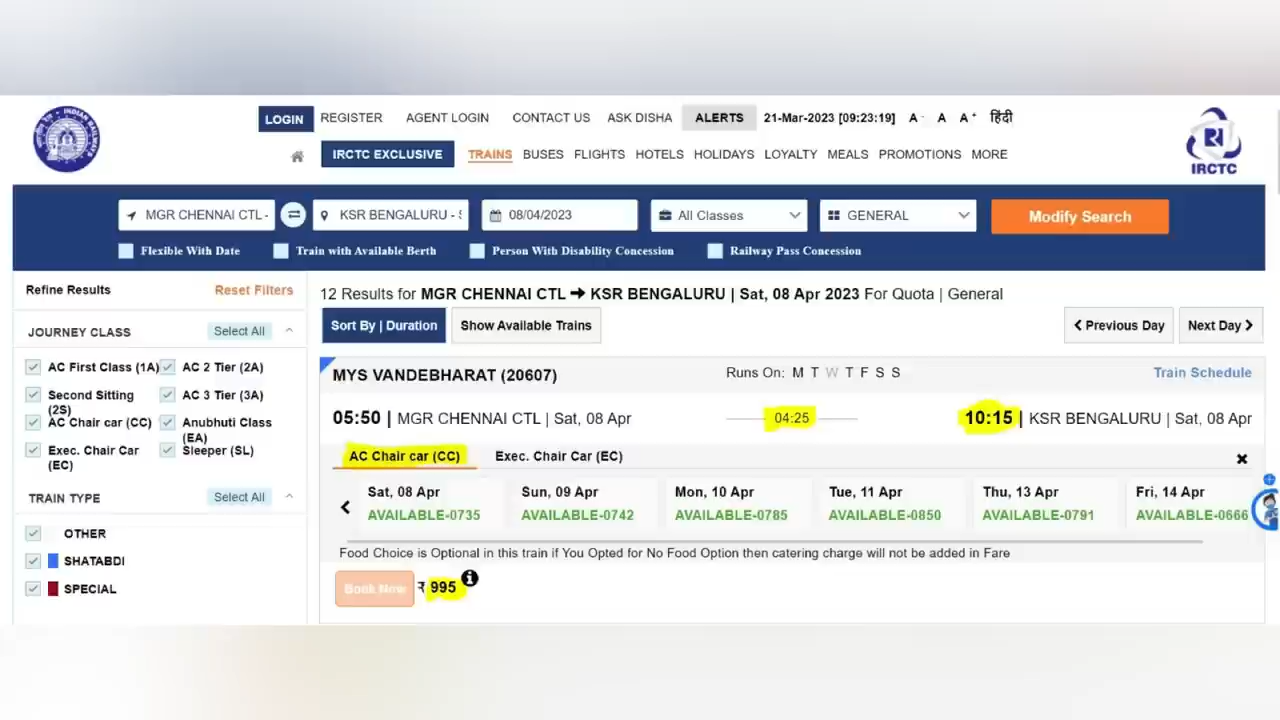 LOGIN REGISTER AGENT LOGIN CONTACT US ASK DISHA ALERTS 21-Mar-2023 [09:23:19] A- A A+ हिंदी
IRCTC EXCLUSIVE TRAINS BUSES FLIGHTS HOTELS HOLIDAYS LOYALTY MEALS PROMOTIONS MORE
IRCTC
MGR CHENNAI CTL - KSR BENGALURU - 08/04/2023 All Classes GENERAL Modify Search
Flexible With Date Train with Available Berth Person With Disability Concession Railway Pass Concession
Refine Results Reset Filters
12 Results for MGR CHENNAI CTL ➔ KSR BENGALURU | Sat, 08 Apr 2023 For Quota | General
Sort By | Duration Show Available Trains Previous Day Next Day
JOURNEY CLASS Select All
AC First Class (1A) AC 2 Tier (2A)
Second Sitting (2S) AC 3 Tier (3A)
AC Chair car (CC) Anubhuti Class (EA)
Exec. Chair Car (EC) Sleeper (SL)
TRAIN TYPE Select All
OTHER
SHATABDI
SPECIAL
MYS VANDEBHARAT (20607) Runs On: M T W T F S S Train Schedule
05:50 | MGR CHENNAI CTL | Sat, 08 Apr 04:25 10:15 | KSR BENGALURU | Sat, 08 Apr
AC Chair car (CC) Exec. Chair Car (EC)
Sat, 08 Apr Sun, 09 Apr Mon, 10 Apr Tue, 11 Apr Thu, 13 Apr Fri, 14 Apr
AVAILABLE-0735 AVAILABLE-0742 AVAILABLE-0785 AVAILABLE-0850 AVAILABLE-0791 AVAILABLE-0666
Food Choice is Optional in this train if You Opted for No Food Option then catering charge will not be added in Fare
Book Now ₹ 995